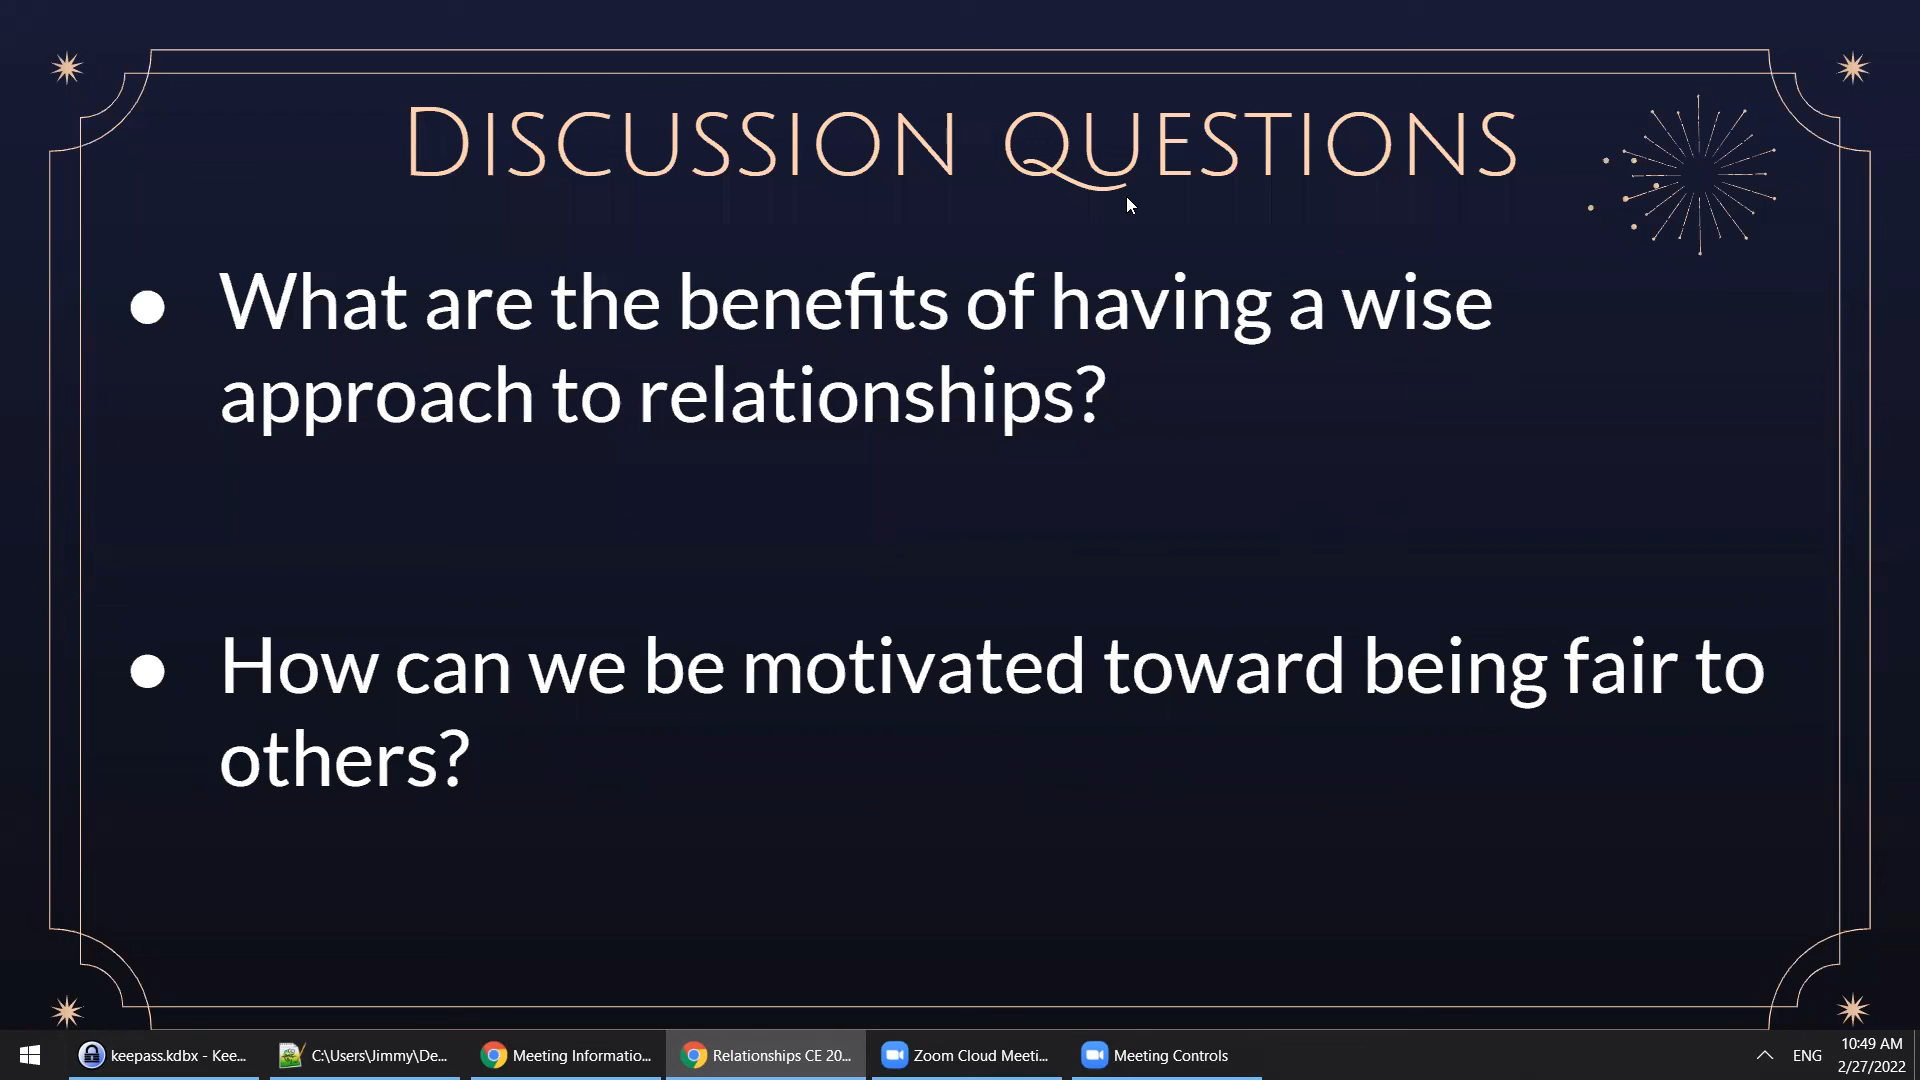 Discussion questions
● What are the benefits of having a wise
approach to relationships?
● How can we be motivated toward being fair to
others?
keepass.kdbx - Kee...
C:\Users\Jimmy\De...
Meeting Informatio...
Relationships CE 20...
Zoom Cloud Meeti...
Meeting Controls
ENG
10:49 AM
2/27/2022